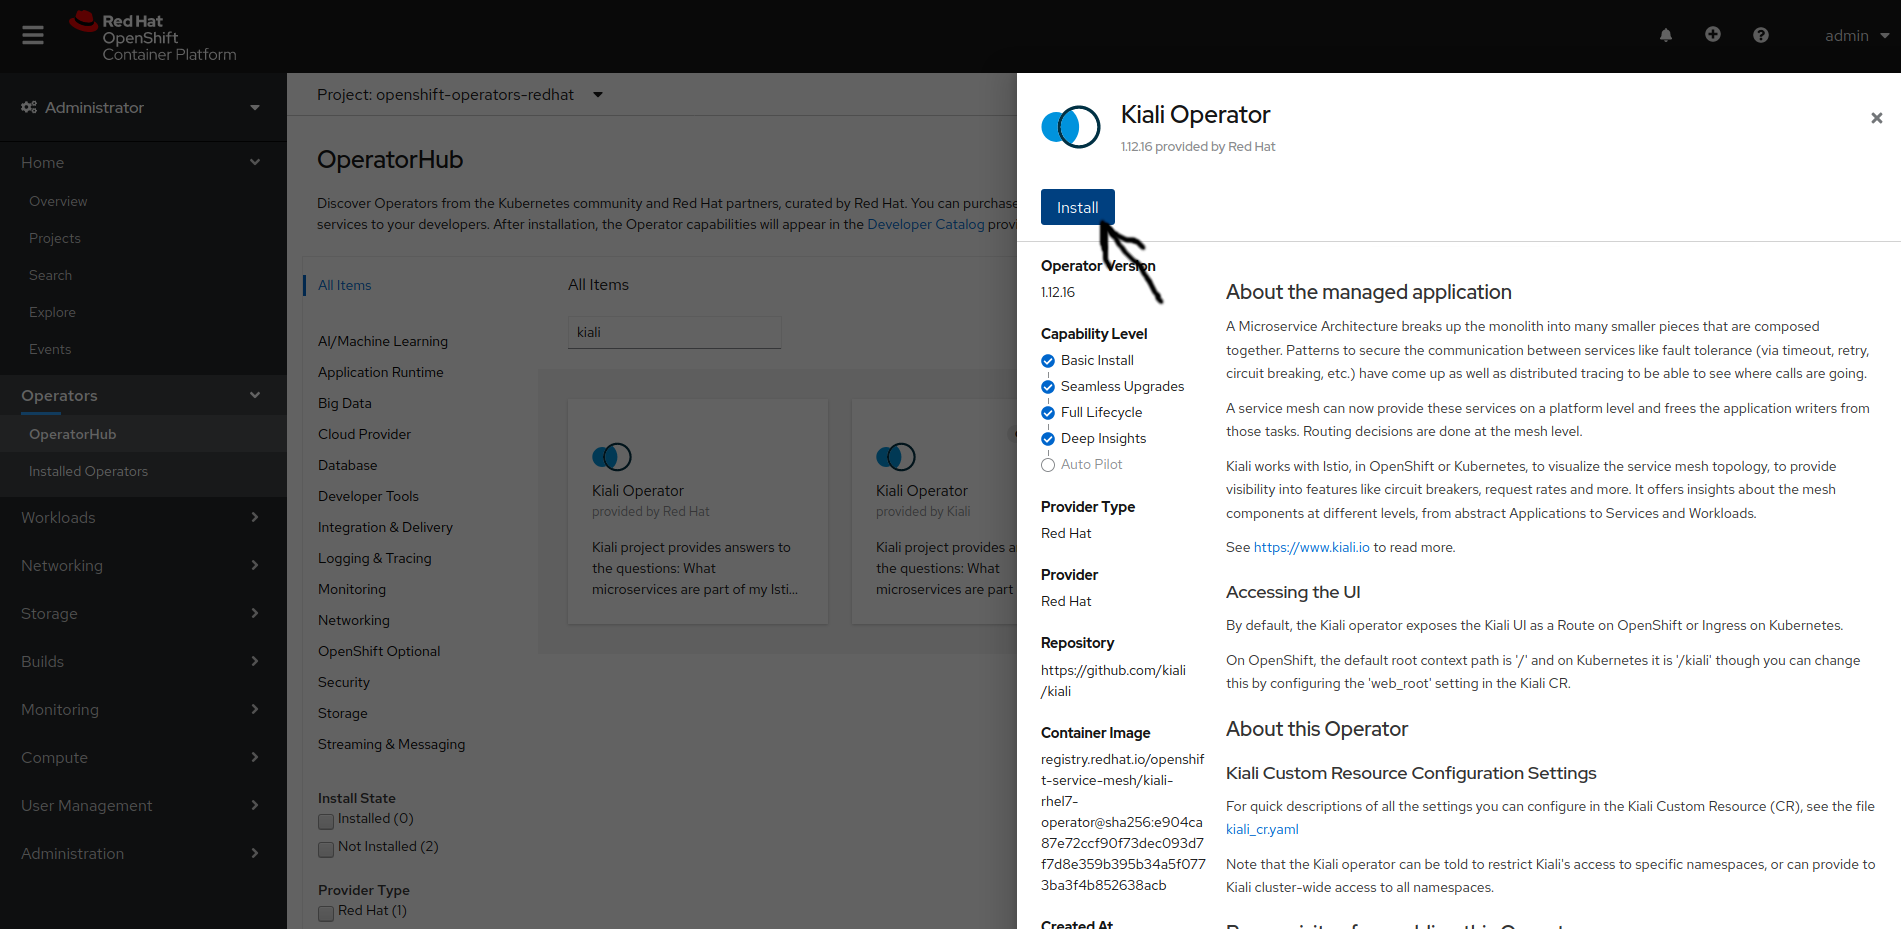 Red Hat
OpenShift
Container Platform
admin
Administrator
Home
Overview
Projects
Search
Explore
Events
Operators
OperatorHub
Installed Operators
Workloads
Networking
Storage
Builds
Monitoring
Compute
User Management
Administration
Project: openshift-operators-redhat
OperatorHub
Discover Operators from the Kubernetes community and Red Hat partners, curated by Red Hat. You can purchase
services to your developers. After installation, the Operator capabilities will appear in the Developer Catalog provi
All Items
AI/Machine Learning
Application Runtime
Big Data
Cloud Provider
Database
Developer Tools
Integration & Delivery
Logging & Tracing
Monitoring
Networking
OpenShift Optional
Security
Storage
Streaming & Messaging
Install State
Installed (0)
Not Installed (2)
Provider Type
Red Hat (1)
All Items
kiali
Kiali Operator
provided by Red Hat
Kiali project provides answers to
the questions: What
microservices are part of my Isti...
Kiali Operator
provided by Kiali
Kiali project provides a
the questions: What
microservices are part
Kiali Operator
1.12.16 provided by Red Hat
Install
Operator Version
1.12.16
Capability Level
Basic Install
Seamless Upgrades
Full Lifecycle
Deep Insights
Auto Pilot
Provider Type
Red Hat
Provider
Red Hat
Repository
https://github.com/kiali
/kiali
Container Image
registry.redhat.io/openshif
t-service-mesh/kiali-
rhel7-
operator@sha256:e904ca
87e72ccf90f73dec093d7
f7d8e359b395b34a5f077
3ba3f4b852638acb
Created At
About the managed application
A Microservice Architecture breaks up the monolith into many smaller pieces that are composed
together. Patterns to secure the communication between services like fault tolerance (via timeout, retry,
circuit breaking, etc.) have come up as well as distributed tracing to be able to see where calls are going.
A service mesh can now provide these services on a platform level and frees the application writers from
those tasks. Routing decisions are done at the mesh level.
Kiali works with Istio, in OpenShift or Kubernetes, to visualize the service mesh topology, to provide
visibility into features like circuit breakers, request rates and more. It offers insights about the mesh
components at different levels, from abstract Applications to Services and Workloads.
See https://www.kiali.io to read more.
Accessing the UI
By default, the Kiali operator exposes the Kiali UI as a Route on OpenShift or Ingress on Kubernetes.
On OpenShift, the default root context path is '/' and on Kubernetes it is '/kiali' though you can change
this by configuring the 'web_root' setting in the Kiali CR.
About this Operator
Kiali Custom Resource Configuration Settings
For quick descriptions of all the settings you can configure in the Kiali Custom Resource (CR), see the file
kiali_cr.yaml
Note that the Kiali operator can be told to restrict Kiali's access to specific namespaces, or can provide to
Kiali cluster-wide access to all namespaces.